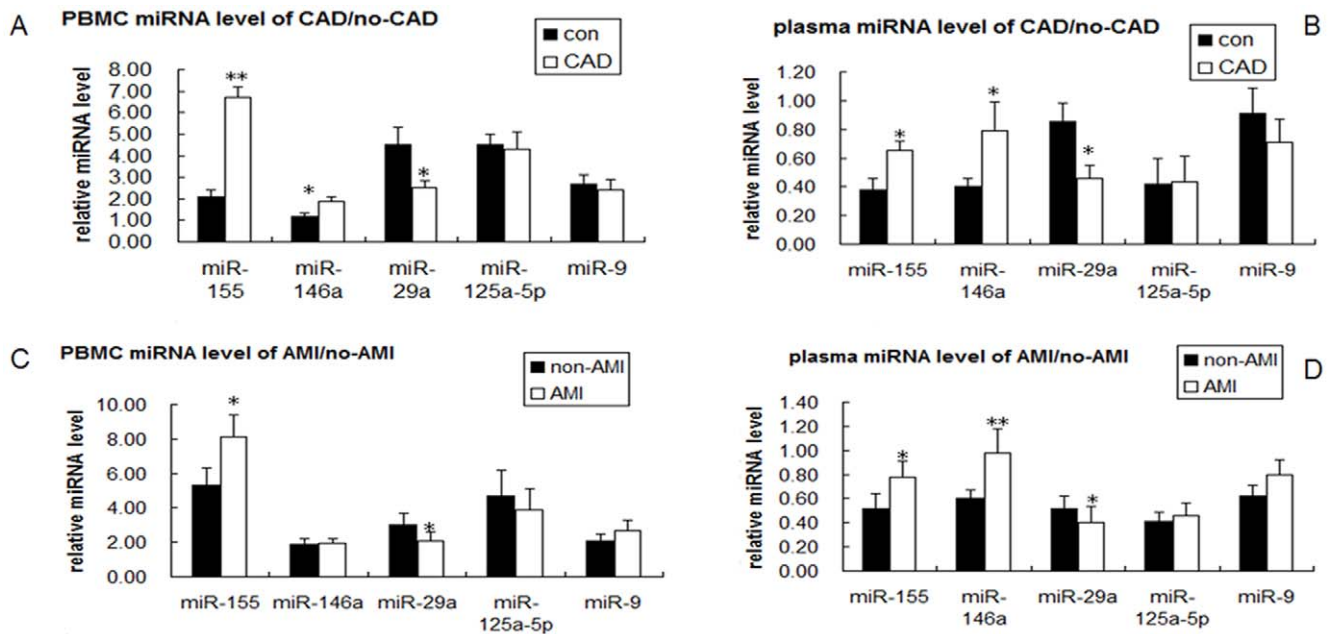 A
PBMC miRNA level of CAD/no-CAD
con
CAD
relative miRNA level
8.00
7.00
6.00
5.00
4.00
3.00
2.00
1.00
0.00
**
*
*
miR-
155
miR-
146a
miR-
29a
miR-
125a-5p
miR-9
plasma miRNA level of CAD/no-CAD
B
con
CAD
relative miRNA level
1.20
1.00
0.80
0.60
0.40
0.20
0.00
*
*
*
miR-155
miR-
146a
miR-29a
miR-
125a-5p
miR-9
C
PBMC miRNA level of AMI/no-AMI
non-AMI
AMI
relative miRNA level
10.00
8.00
6.00
4.00
2.00
0.00
*
*
miR-155
miR-146a
miR-29a
miR-
125a-5p
miR-9
plasma miRNA level of AMI/no-AMI
D
non-AMI
AMI
relative miRNA level
1.40
1.20
1.00
0.80
0.60
0.40
0.20
0.00
*
**
*
miR-155
miR-
146a
miR-29a
miR-
125a-5p
miR-9